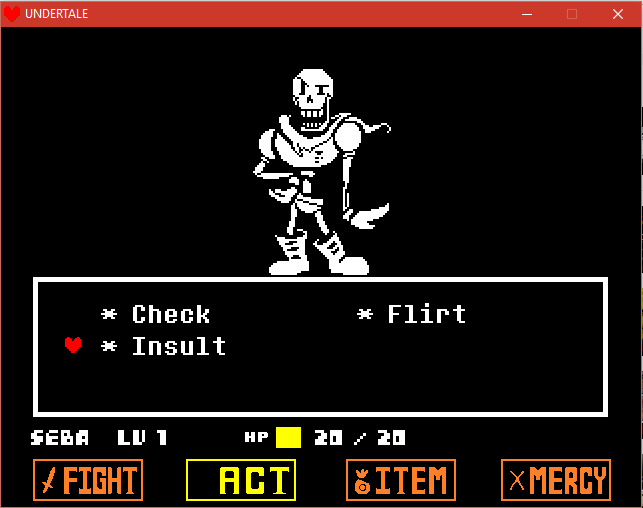 UNDERTALE
* Check * Flirt
* Insult
SEBA LV 1 HP 20 / 20
FIGHT ACT ITEM MERCY